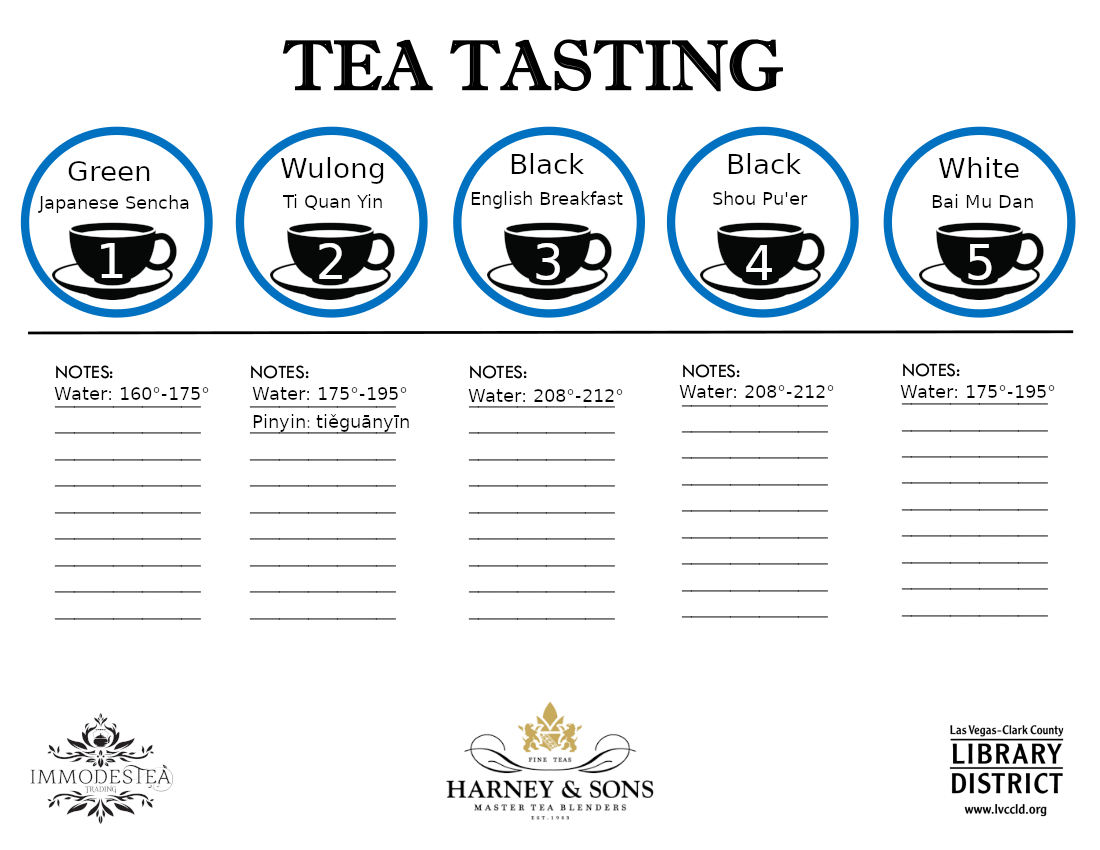 TEA TASTING
Green
Japanese Sencha
1
Wulong
Ti Quan Yin
2
Black
English Breakfast
3
Black
Shou Pu'er
4
White
Bai Mu Dan
5
NOTES:
Water: 160°-175°
NOTES:
Water: 175°-195°
Pinyin: tiěguānyīn
NOTES:
Water: 208°-212°
NOTES:
Water: 208°-212°
NOTES:
Water: 175°-195°
IMMODESTEA
TRADING
FINE TEAS
HARNEY & SONS
MASTER TEA BLENDERS
EST.1983
Las Vegas-Clark County
LIBRARY
DISTRICT
www.lvccld.org